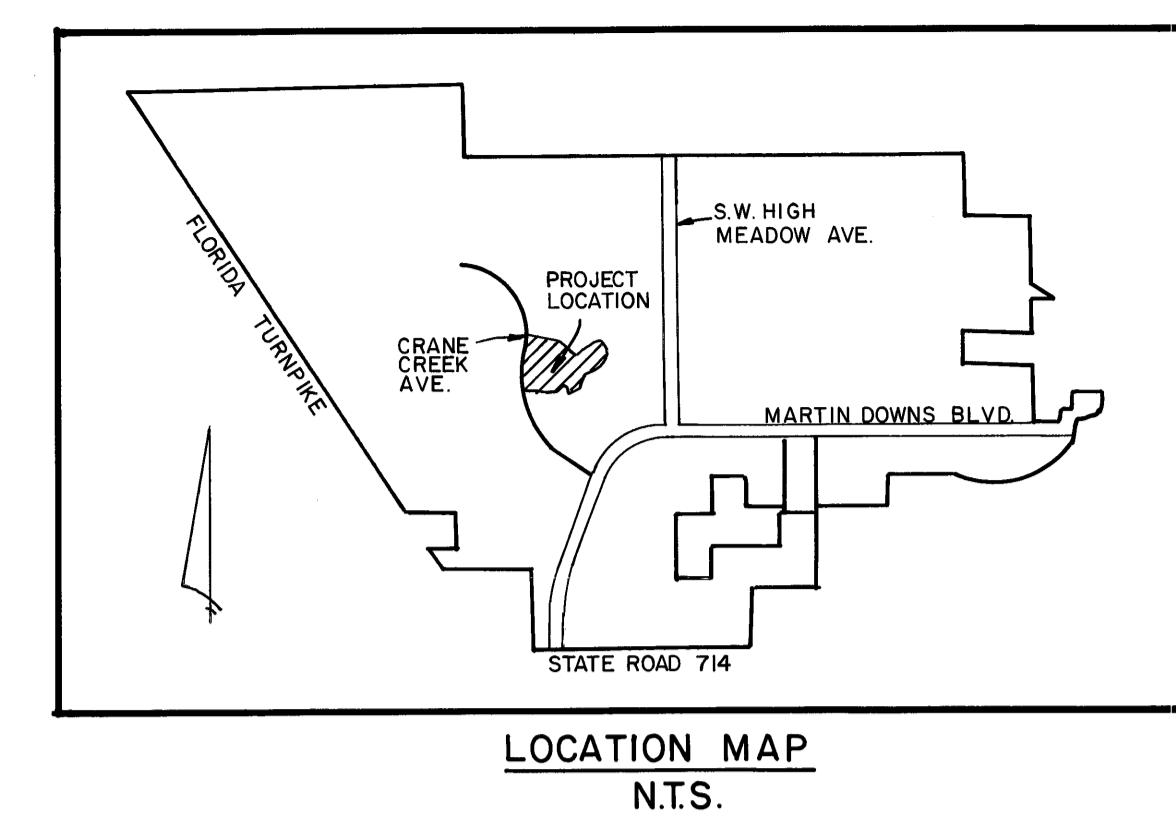 S.W. HIGH
MEADOW AVE.
FLORIDA TURNPIKE
PROJECT
LOCATION
CRANE
CREEK
AVE.
MARTIN DOWNS BLVD.
STATE ROAD 714
LOCATION MAP
N.T.S.